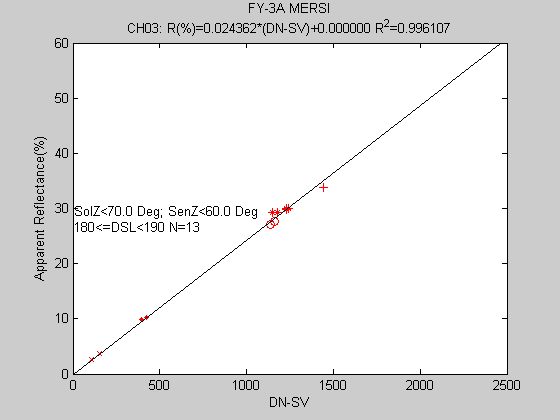 FY-3A MERSI
CH03: R(%)=0.024362*(DN-SV)+0.000000 R²=0.996107
60
50
40
30
20
10
0
Apparent Reflectance(%)
SolZ<70.0 Deg; SenZ<60.0 Deg
180<=DSL<190 N=13
0 500 1000 1500 2000 2500
DN-SV